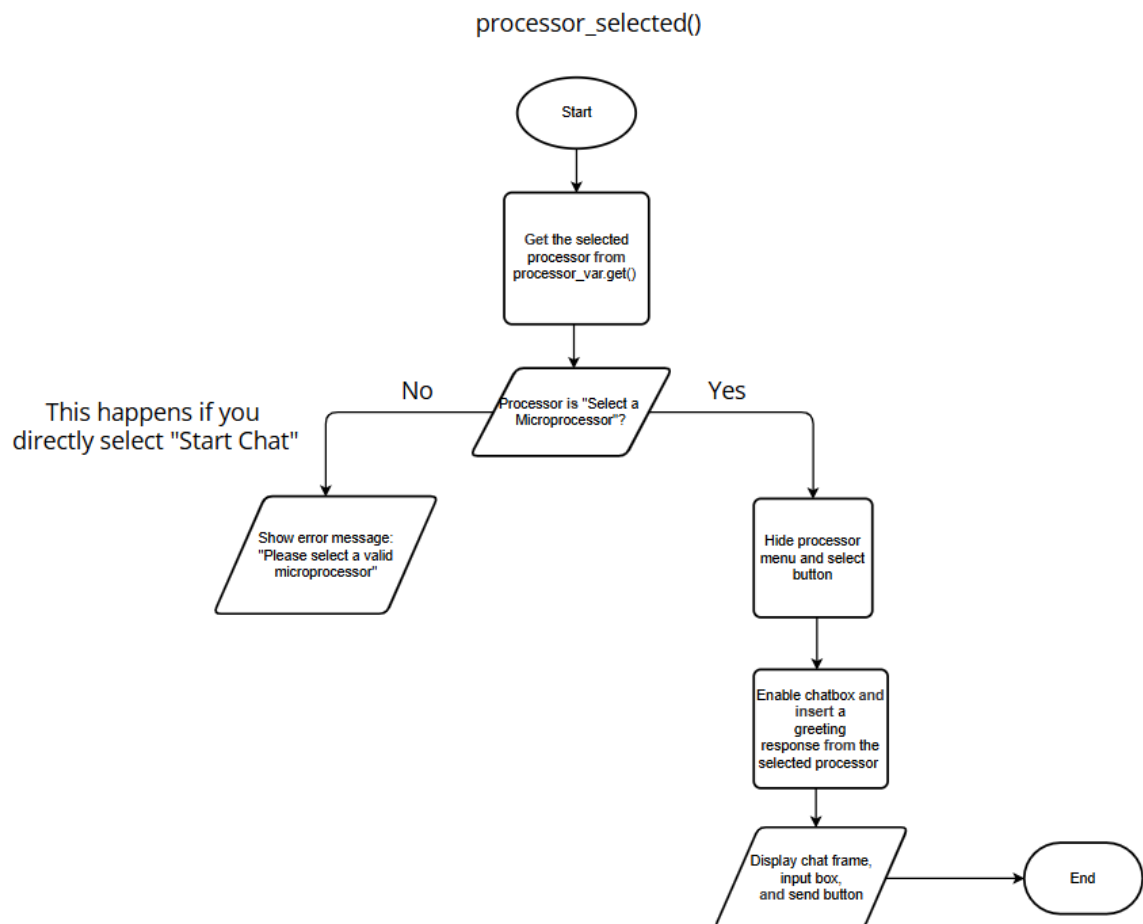 processor_selected()
Start
Get the selected
processor from
processor_var.get()
No
Processor is "Select a
Microprocessor"?
Yes
This happens if you
directly select "Start Chat"
Show error message:
"Please select a valid
microprocessor"
Hide processor
menu and select
button
Enable chatbox and
insert a
greeting
response from the
selected processor
Display chat frame,
input box,
and send button
End